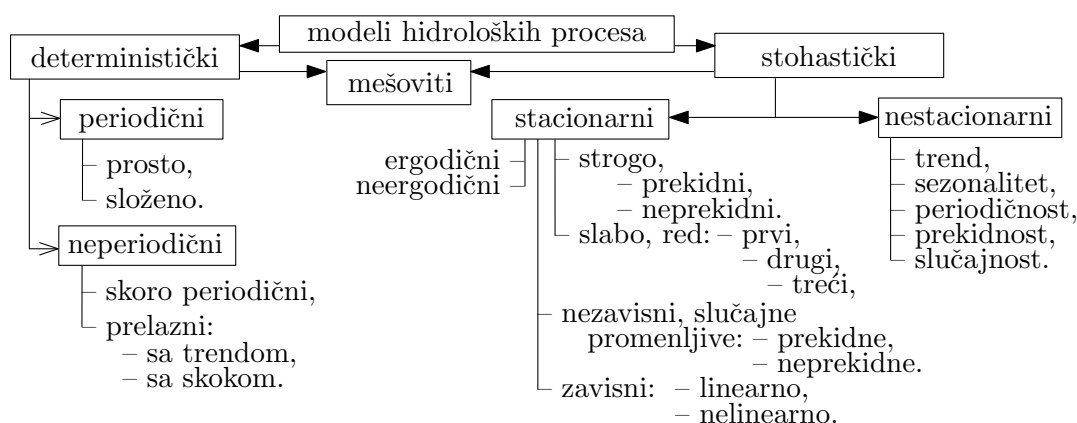 modeli hidroloških procesa
deterministički
mešoviti
stohastički
periodični
– prosto,
– složeno.
neperiodični
– skoro periodični,
– prelazni:
– sa trendom,
– sa skokom.
stacionarni
ergodični
neergodični
– strogo,
– prekidni,
– neprekidni.
– slabo, red: – prvi,
– drugi,
– treći,
– nezavisni, slučajne
promenljive: – prekidne,
– neprekidne.
– zavisni: – linearno,
– nelinearno.
nestacionarni
– trend,
– sezonalitet,
– periodičnost,
– prekidnost,
– slučajnost.